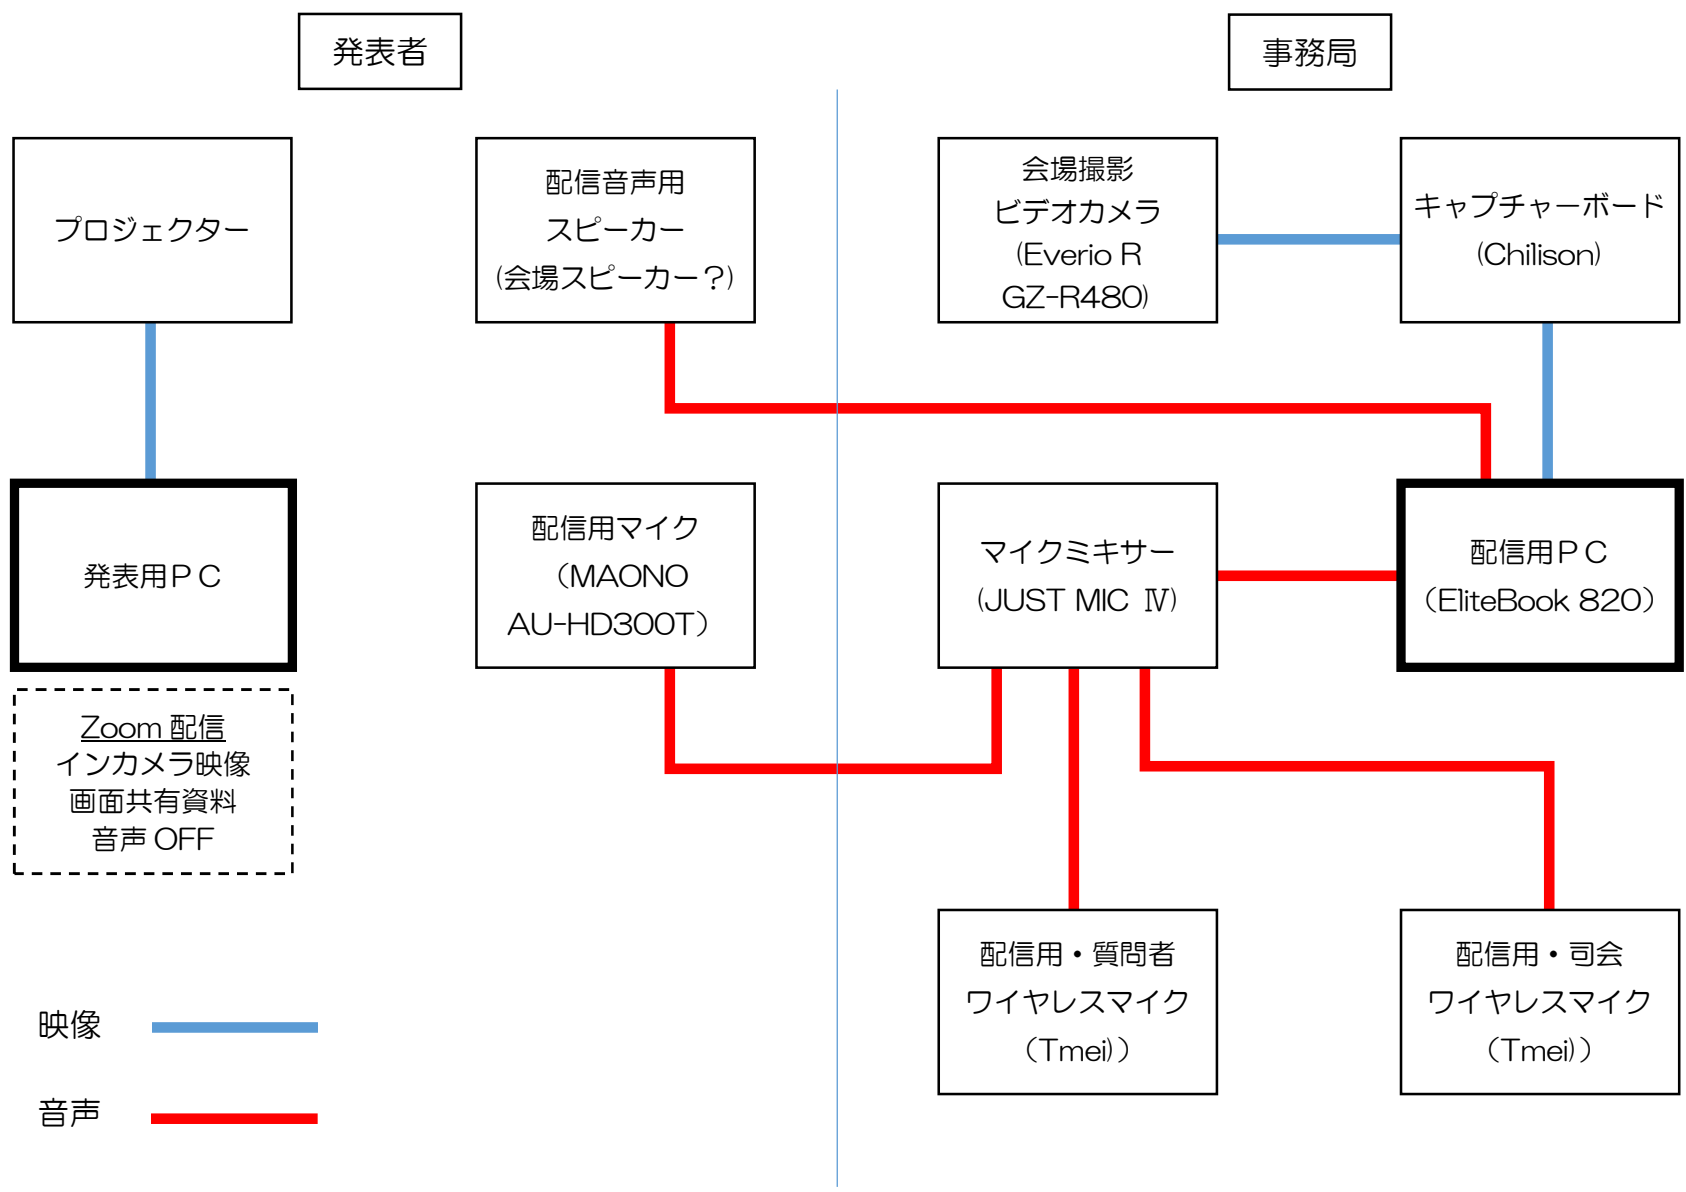 発表者
事務局
プロジェクター
配信音声用
スピーカー
(会場スピーカー？)
会場撮影
ビデオカメラ
(Everio R
GZ-R480)
キャプチャーボード
(Chilison)
発表用ＰＣ
配信用マイク
（MAONO
AU-HD300T）
マイクミキサー
(JUST MIC Ⅳ)
配信用ＰＣ
（EliteBook 820）
Zoom 配信
インカメラ映像
画面共有資料
音声 OFF
配信用・質問者
ワイヤレスマイク
（Tmei)）
配信用・司会
ワイヤレスマイク
（Tmei)）
映像
音声